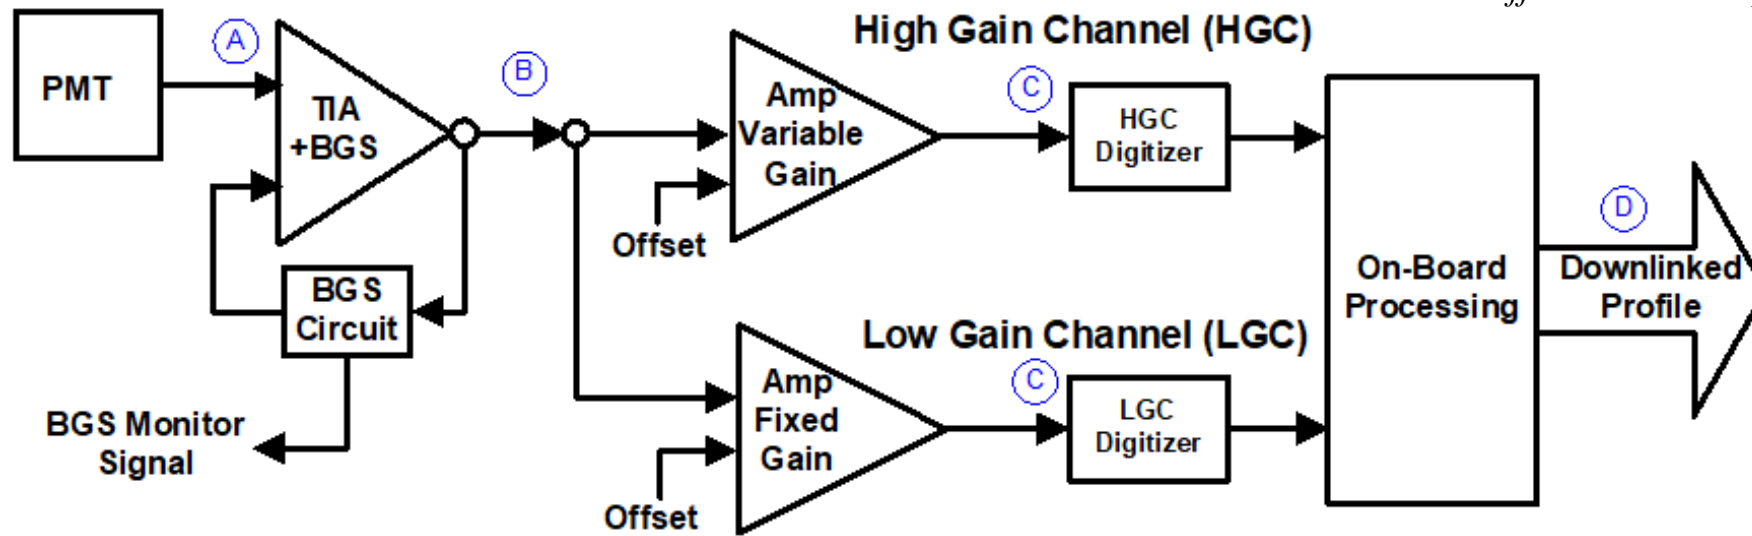 High Gain Channel (HGC)
PMT
A
TIA
+BGS
B
Amp
Variable
Gain
C
HGC
Digitizer
Offset
BGS
Circuit
BGS Monitor
Signal
Low Gain Channel (LGC)
Amp
Fixed
Gain
C
LGC
Digitizer
Offset
On-Board
Processing
D
Downlinked
Profile